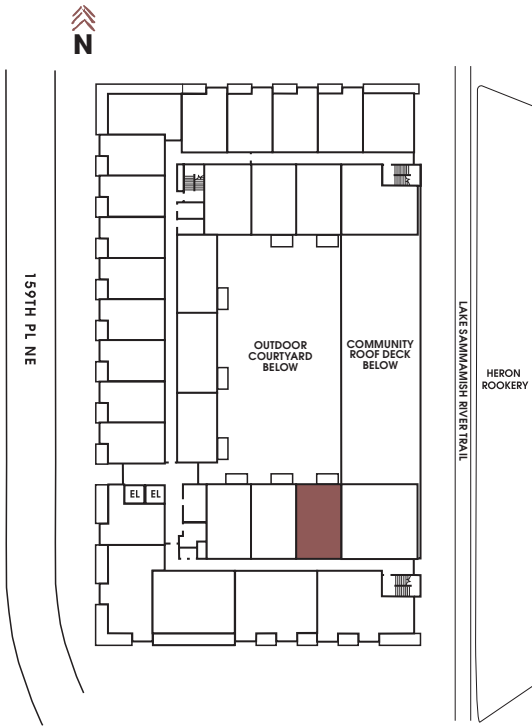 N
159TH PL NE
OUTDOOR
COURTYARD
BELOW
COMMUNITY
ROOF DECK
BELOW
LAKE SAMMAMISH RIVER TRAIL
HERON
ROOKERY
EL EL